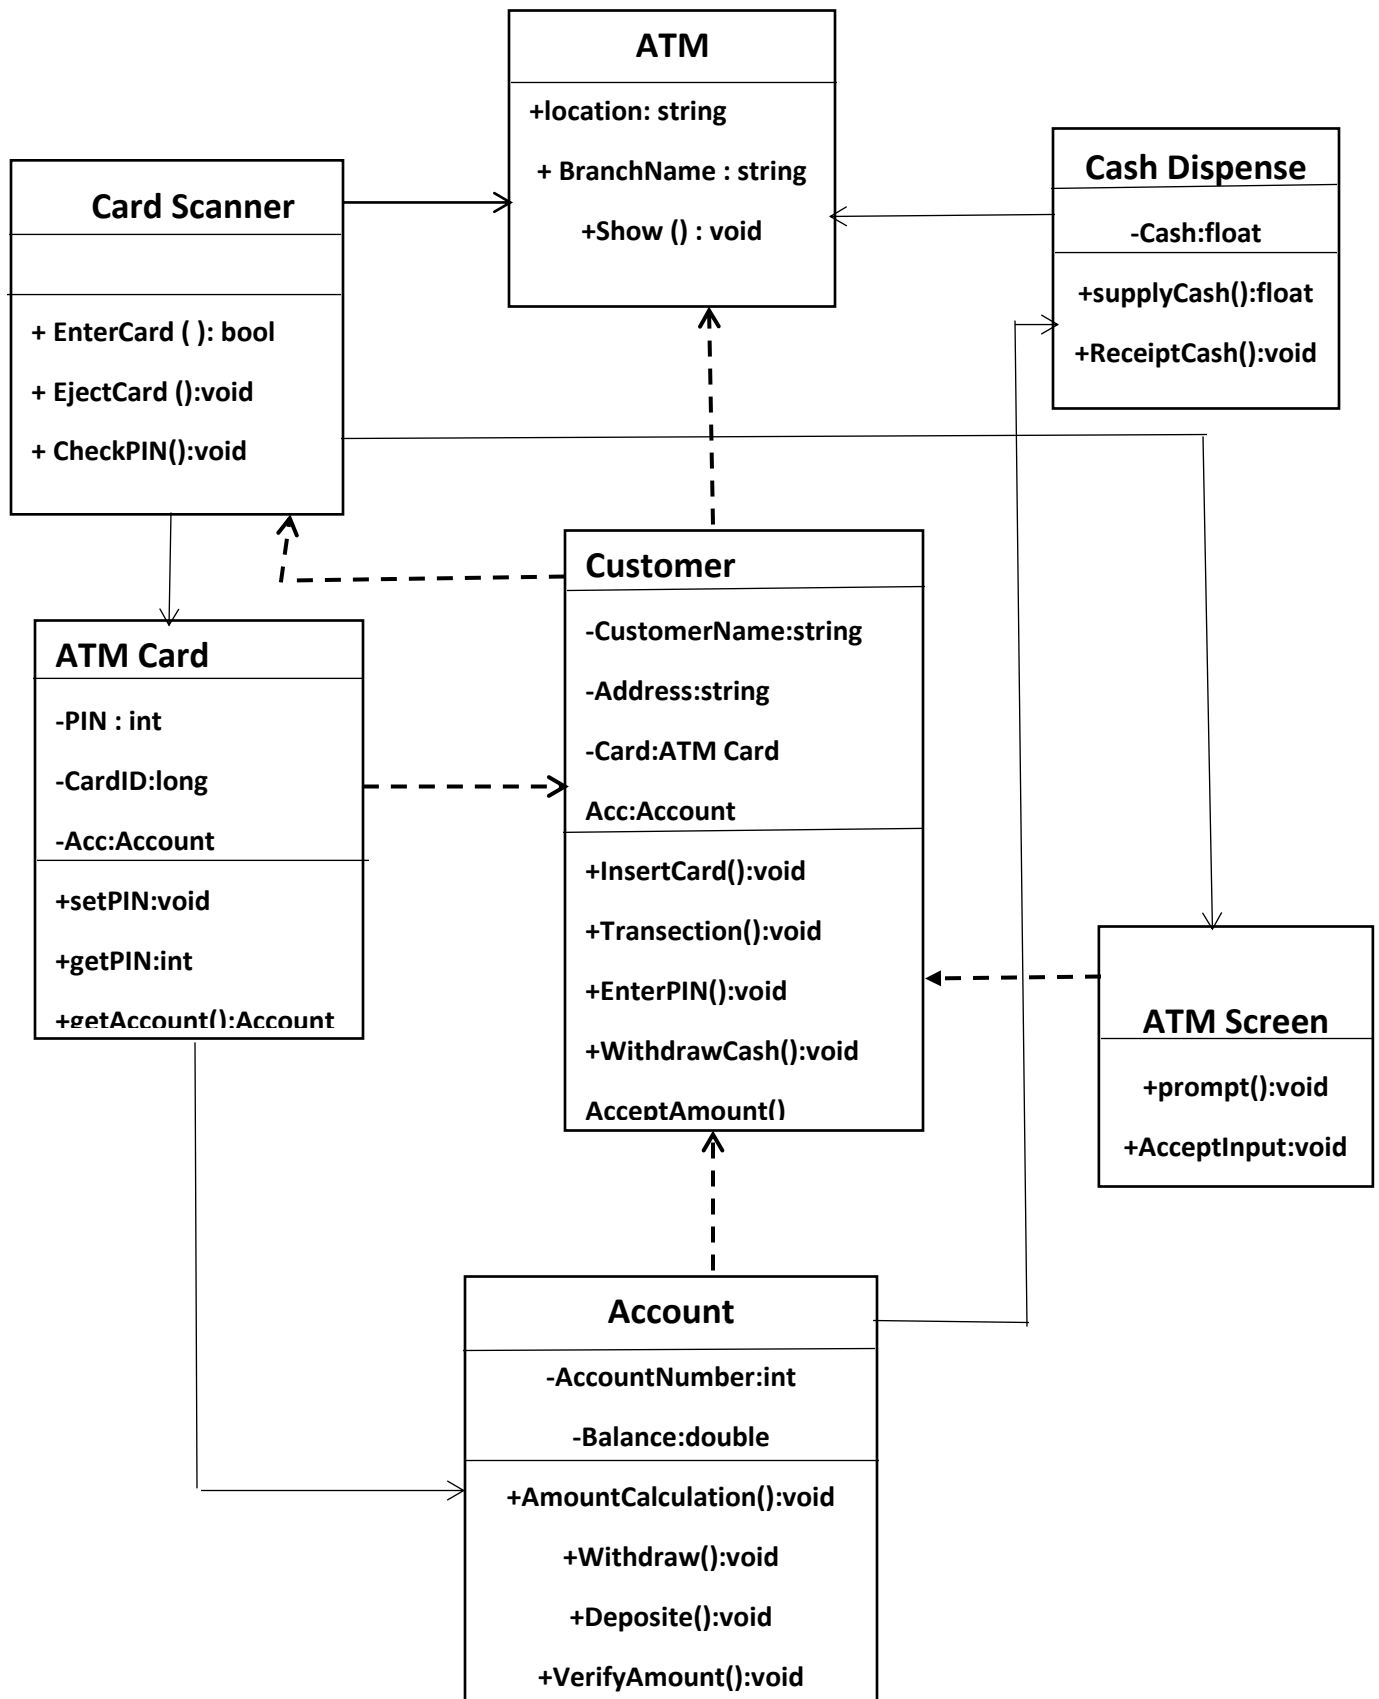 ATM
+location: string
+ BranchName : string
+Show () : void
Cash Dispense
-Cash:float
+supplyCash():float
+ReceiptCash():void
Card Scanner
+ EnterCard ( ): bool
+ EjectCard ():void
+ CheckPIN():void
Customer
-CustomerName:string
-Address:string
-Card:ATM Card
Acc:Account
+InsertCard():void
+Transection():void
+EnterPIN():void
+WithdrawCash():void
AcceptAmount()
ATM Card
-PIN : int
-CardID:long
-Acc:Account
+setPIN:void
+getPIN:int
+getAccount():Account
ATM Screen
+prompt():void
+AcceptInput:void
Account
-AccountNumber:int
-Balance:double
+AmountCalculation():void
+Withdraw():void
+Deposite():void
+VerifyAmount():void